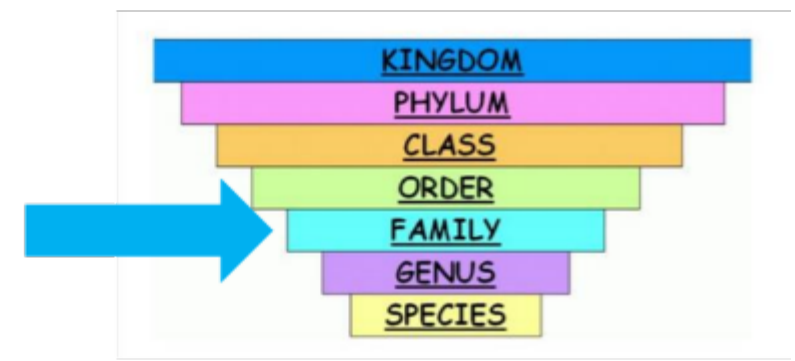 KINGDOM
PHYLUM
CLASS
ORDER
FAMILY
GENUS
SPECIES